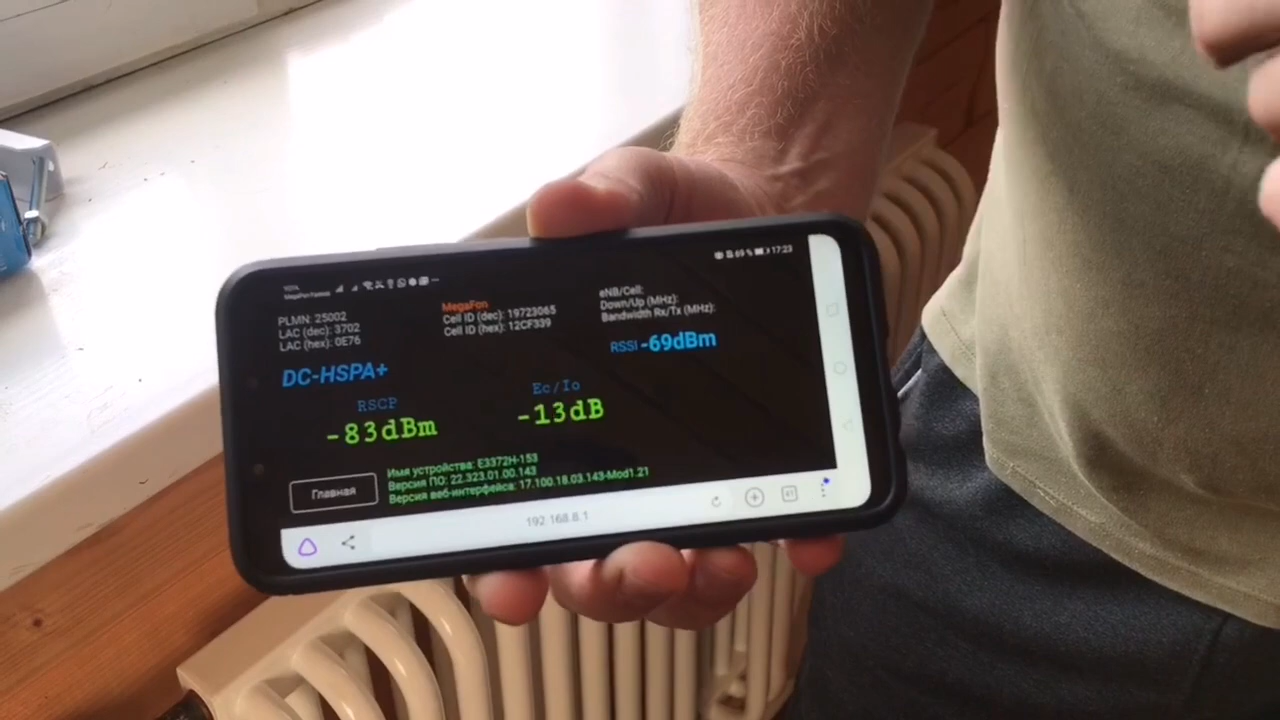 YOTA
69 % 17:23
PLMN: 25002
LAC (dec): 3702
LAC (hex): 0E76
MegaFon
Cell ID (dec): 19723065
Cell ID (hex): 12CF339
eNB/Cell:
Down/Up (MHz):
Bandwidth Rx/Tx (MHz):
RSSI -69dBm
DC-HSPA+
RSCP
-83dBm
Ec/Io
-13dB
Главная
Имя устройства: E3372H-153
Версия ПО: 22.323.01.00.143
Версия веб-интерфейса: 17.100.18.03.143-Mod1.21
192.168.8.1